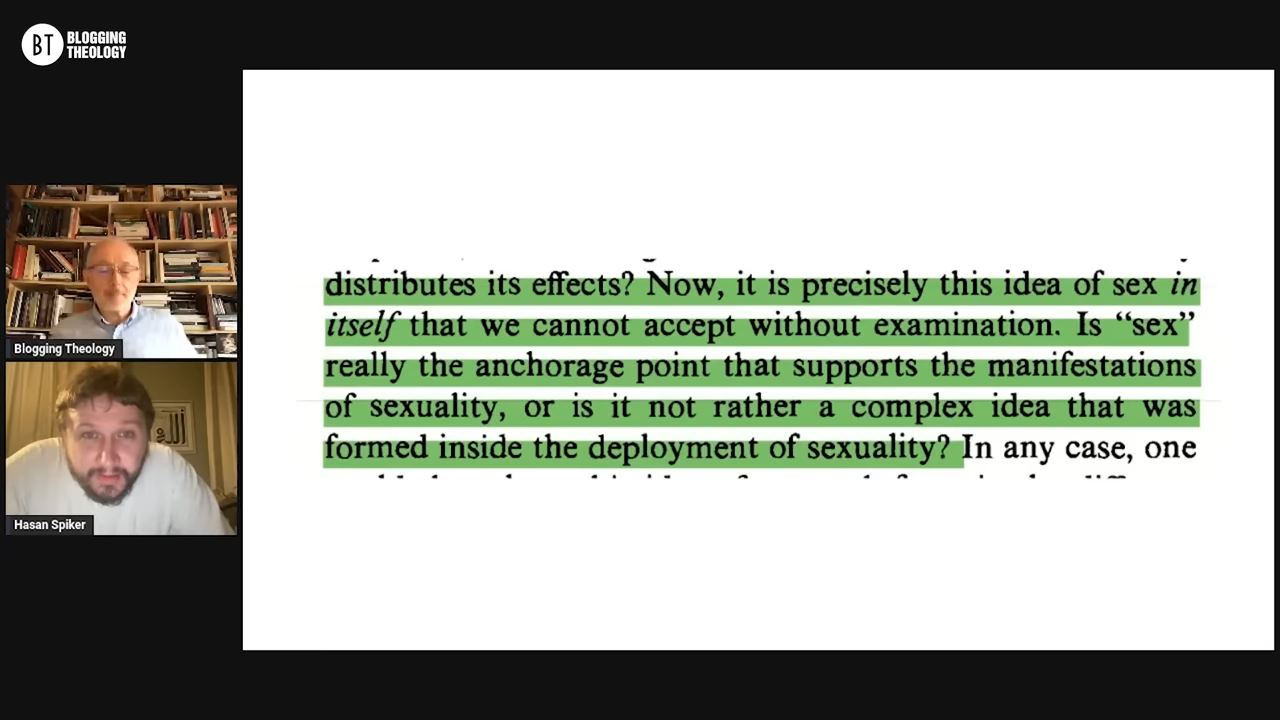 BT BLOGGING
THEOLOGY
Blogging Theology
Hasan Spiker
distributes its effects? Now, it is precisely this idea of sex in
itself that we cannot accept without examination. Is “sex”
really the anchorage point that supports the manifestations
of sexuality, or is it not rather a complex idea that was
formed inside the deployment of sexuality? In any case, one